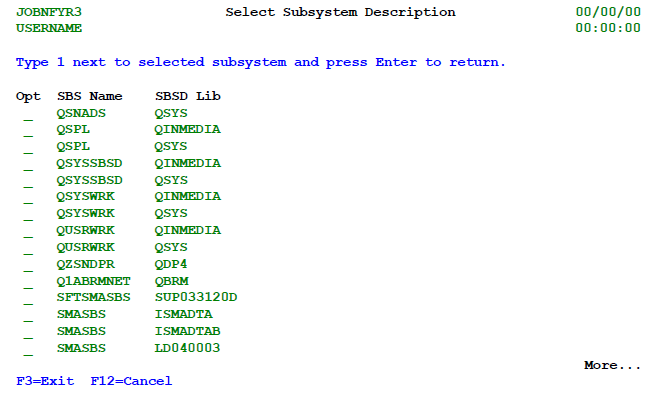 JOBNFYR3 Select Subsystem Description 00/00/00
USERNAME 00:00:00
Type 1 next to selected subsystem and press Enter to return.
Opt SBS Name SBSD Lib
_ QSNADS QSYS
_ QSPL QINMEDIA
_ QSPL QSYS
_ QSYSSBSD QINMEDIA
_ QSYSSBSD QSYS
_ QSYSWRK QINMEDIA
_ QSYSWRK QSYS
_ QUSRWRK QINMEDIA
_ QUSRWRK QSYS
_ QZSNDPR QDP4
_ Q1ABRMNET QBRM
_ SFTSMASBS SUP033120D
_ SMASBS ISMADTA
_ SMASBS ISMADTAB
_ SMASBS LD040003
More...
F3=Exit F12=Cancel